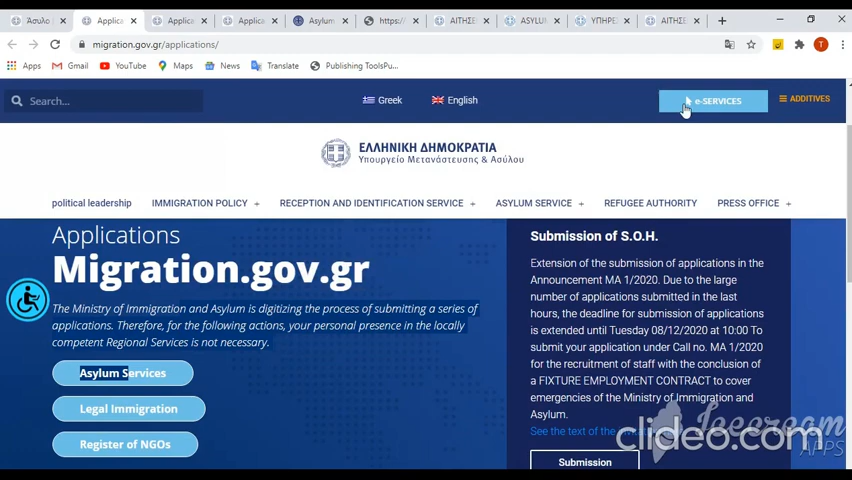 Άσυλο
Applica
Applica
Applica
Asylum
https:/
ΑΙΤΗΣΕ
ASYLUM
ΥΠΗΡΕΣ
ΑΙΤΗΣΕ
migration.gov.gr/applications/
Apps
Gmail
YouTube
Maps
News
Translate
Publishing ToolsPu...
Search...
Greek
English
e-SERVICES
ADDITIVES
ΕΛΛΗΝΙΚΗ ΔΗΜΟΚΡΑΤΙΑ
Υπουργείο Μετανάστευσης & Ασύλου
political leadership
IMMIGRATION POLICY +
RECEPTION AND IDENTIFICATION SERVICE +
ASYLUM SERVICE +
REFUGEE AUTHORITY
PRESS OFFICE +
Applications
Migration.gov.gr
The Ministry of Immigration and Asylum is digitizing the process of submitting a series of
applications. Therefore, for the following actions, your personal presence in the locally
competent Regional Services is not necessary.
Asylum Services
Legal Immigration
Register of NGOs
Submission of S.O.H.
Extension of the submission of applications in the
Announcement MA 1/2020. Due to the large
number of applications submitted in the last
hours, the deadline for submission of applications
is extended until Tuesday 08/12/2020 at 10:00 To
submit your application under Call no. MA 1/2020
for the recruitment of staff with the conclusion of
a FIXTURE EMPLOYMENT CONTRACT to cover
emergencies of the Ministry of Immigration and
Asylum.
See the text of the
Submission
Icecream
APPS
clideo.com